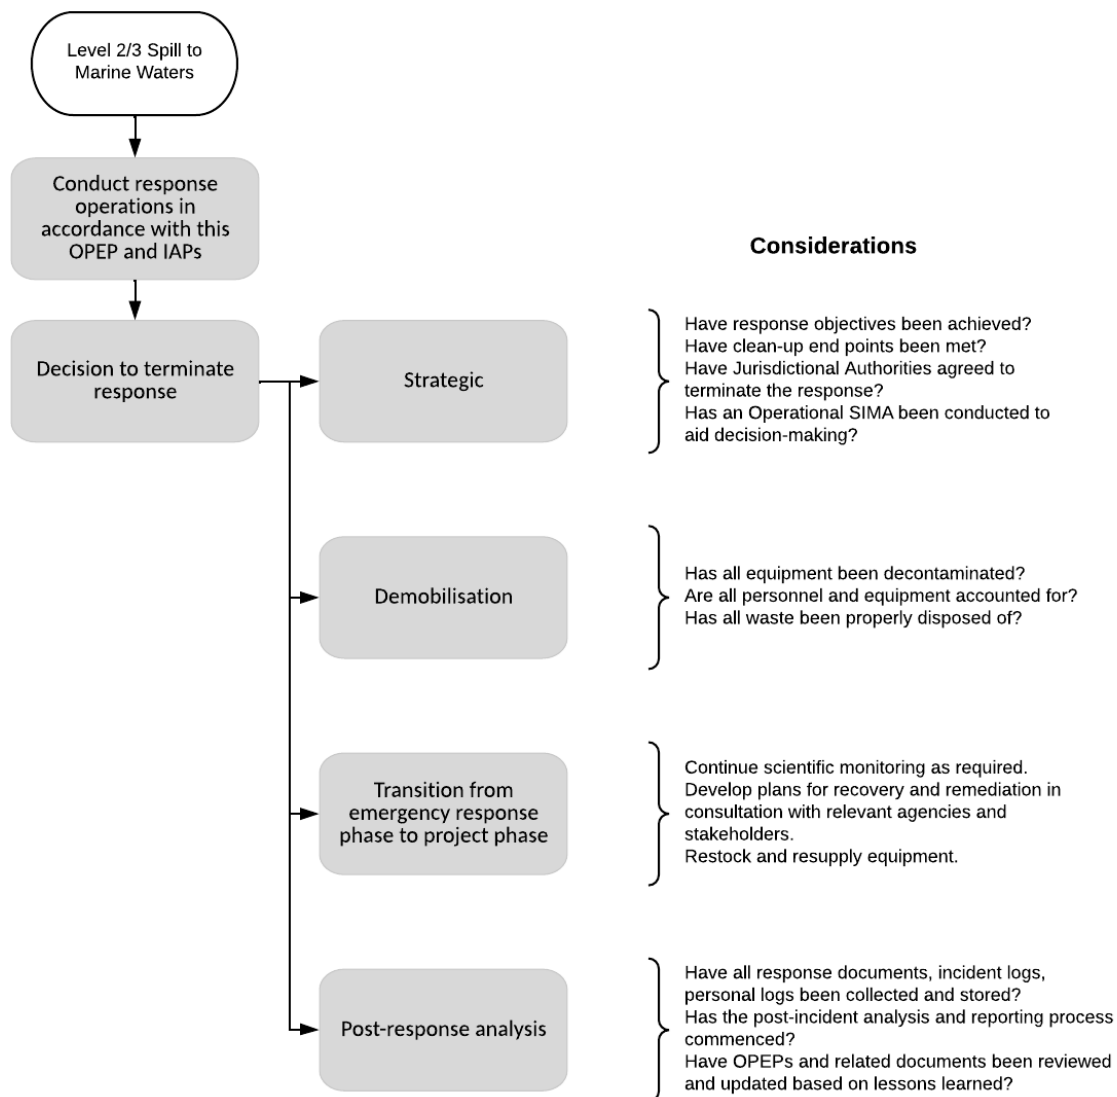 Level 2/3 Spill to
Marine Waters
Conduct response
operations in
accordance with this
OPEP and IAPs
Considerations
Decision to terminate
response
Strategic
Have response objectives been achieved?
Have clean-up end points been met?
Have Jurisdictional Authorities agreed to
terminate the response?
Has an Operational SIMA been conducted to
aid decision-making?
Demobilisation
Has all equipment been decontaminated?
Are all personnel and equipment accounted for?
Has all waste been properly disposed of?
Transition from
emergency response
phase to project phase
Continue scientific monitoring as required.
Develop plans for recovery and remediation in
consultation with relevant agencies and
stakeholders.
Restock and resupply equipment.
Post-response analysis
Have all response documents, incident logs,
personal logs been collected and stored?
Has the post-incident analysis and reporting process
commenced?
Have OPEPs and related documents been reviewed
and updated based on lessons learned?